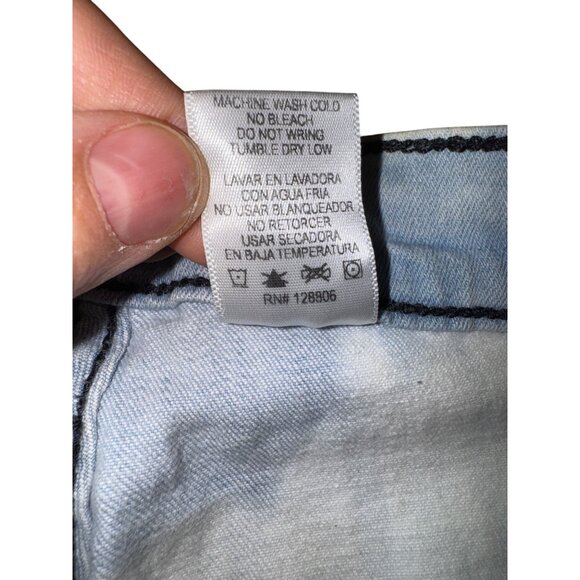 MACHINE WASH COLD
NO BLEACH
DO NOT WRING
TUMBLE DRY LOW
LAVAR EN LAVADORA
CON AGUA FRIA
NO USAR BLANQUEADOR
NO RETORCER
USAR SECADORA
EN BAJA TEMPERATURA
RN# 128906